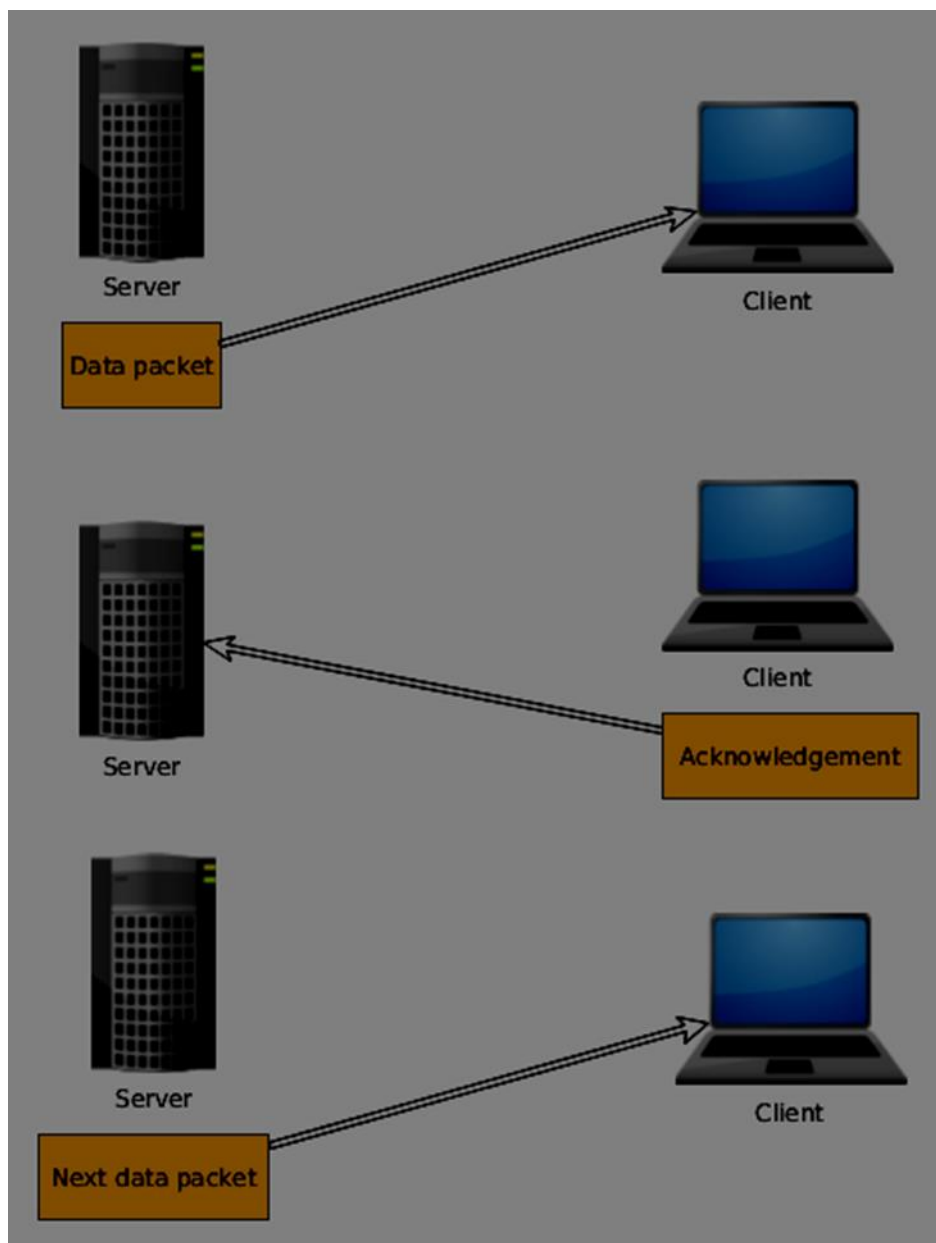 Server
Client
Data packet
Client
Server
Acknowledgement
Server
Client
Next data packet